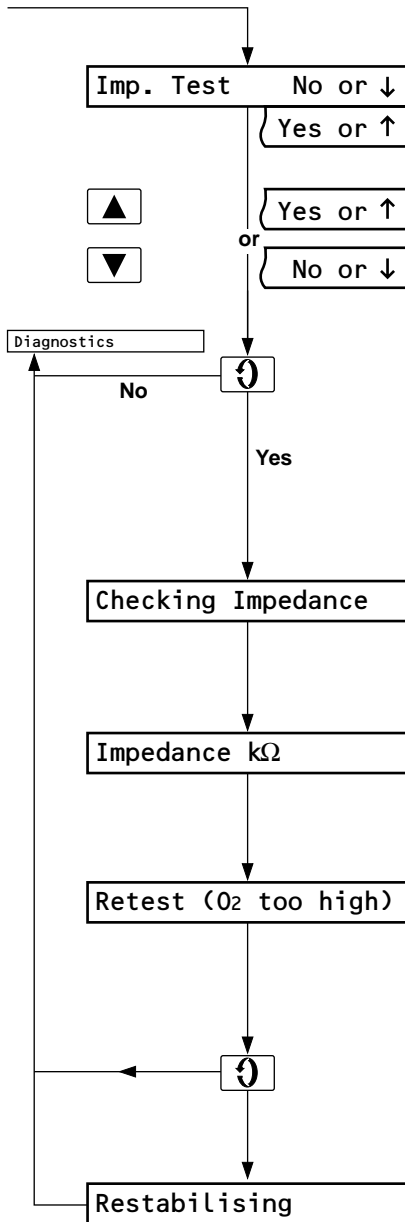 Imp. Test No or ↓
Yes or ↑
Yes or ↑
or
No or ↓
Diagnostics
No
Yes
Checking Impedance
Impedance kΩ
Retest (O2 too high)
Restabilising